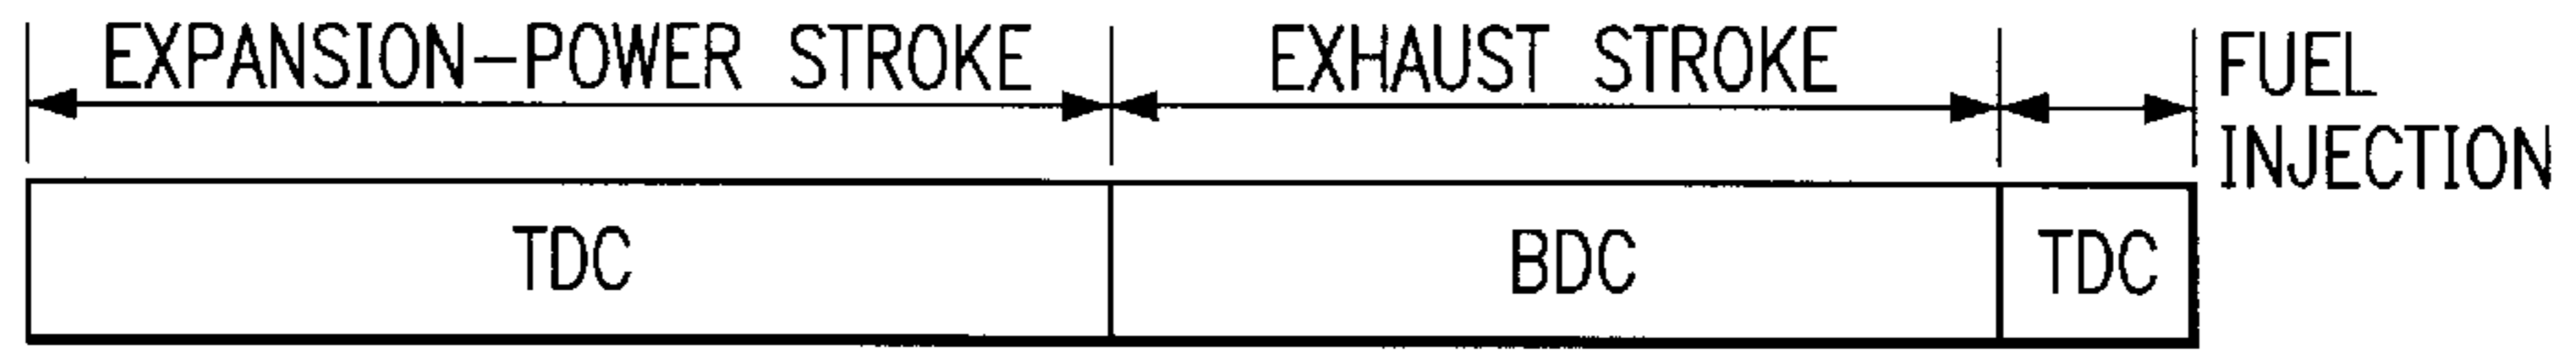 EXPANSION-POWER STROKE
EXHAUST STROKE
FUEL
INJECTION
TDC
BDC
TDC